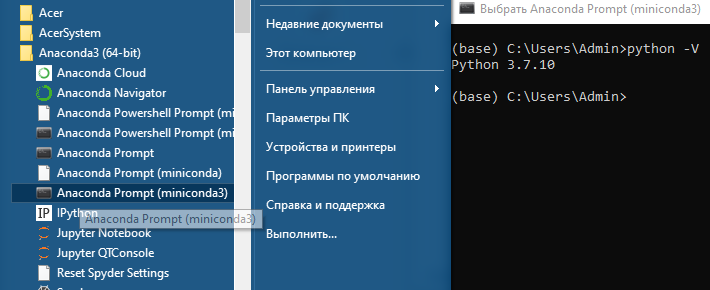 Acer
AcerSystem
Anaconda3 (64-bit)
Anaconda Cloud
Anaconda Navigator
Anaconda Powershell Prompt (mi
Anaconda Powershell Prompt (mi
Anaconda Prompt
Anaconda Prompt (miniconda)
Anaconda Prompt (miniconda3)
IP
IPython
Anaconda Prompt (miniconda3)
Jupyter Notebook
Jupyter QTConsole
Reset Spyder Settings
Недавние документы
Этот компьютер
Панель управления
Параметры ПК
Устройства и принтеры
Программы по умолчанию
Справка и поддержка
Выполнить...
Выбрать Anaconda Prompt (miniconda3)
(base) C:\Users\Admin>python -V
Python 3.7.10
(base) C:\Users\Admin>